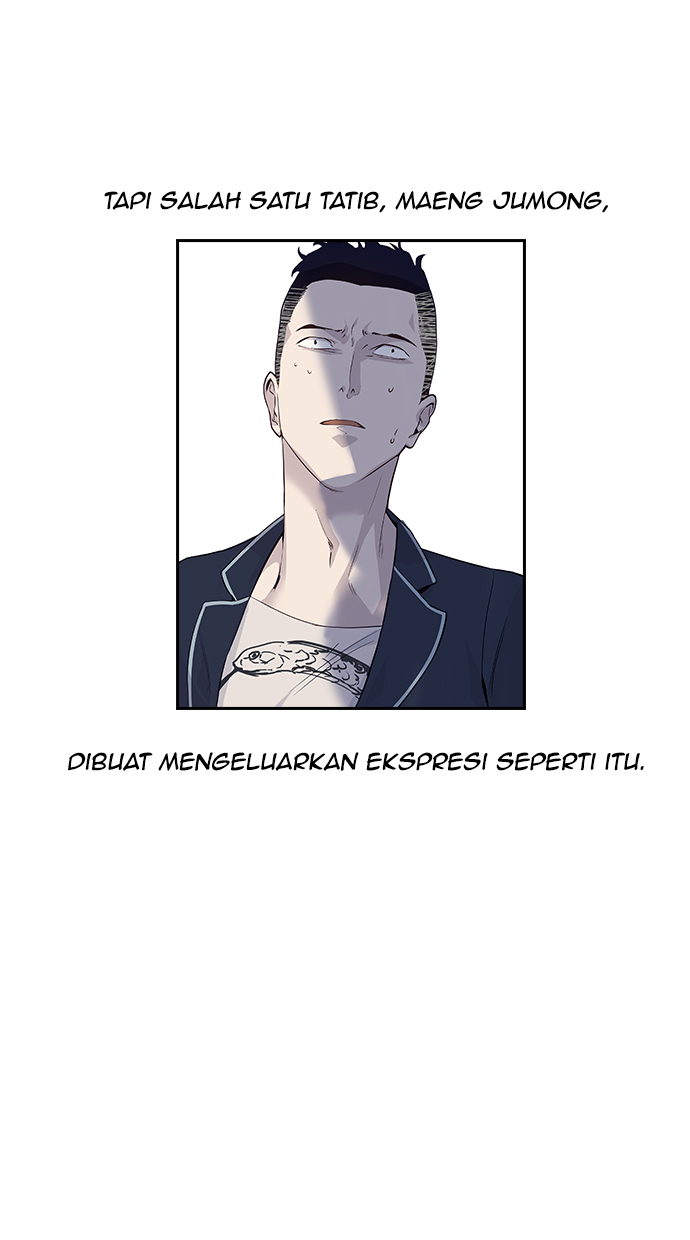 TAPI SALAH SATU TATIB, MAENG JUMONG,
DIBUAT MENGELUARKAN EKSPRESI SEPERTI ITU.